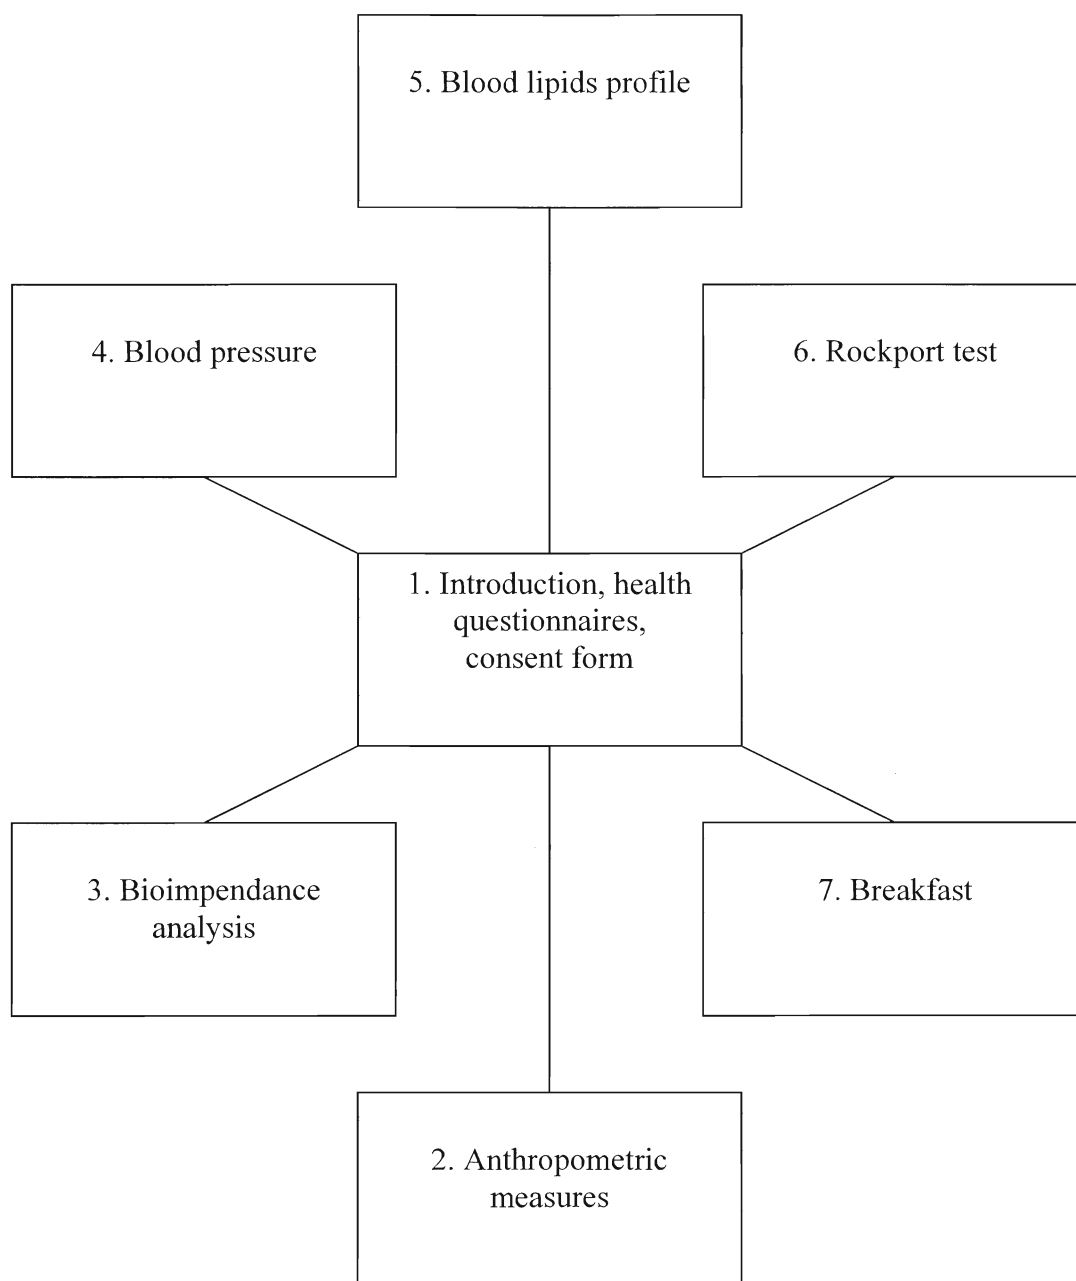 5. Blood lipids profile
4. Blood pressure
6. Rockport test
1. Introduction, health
questionnaires,
consent form
3. Bioimpendance
analysis
7. Breakfast
2. Anthropometric
measures